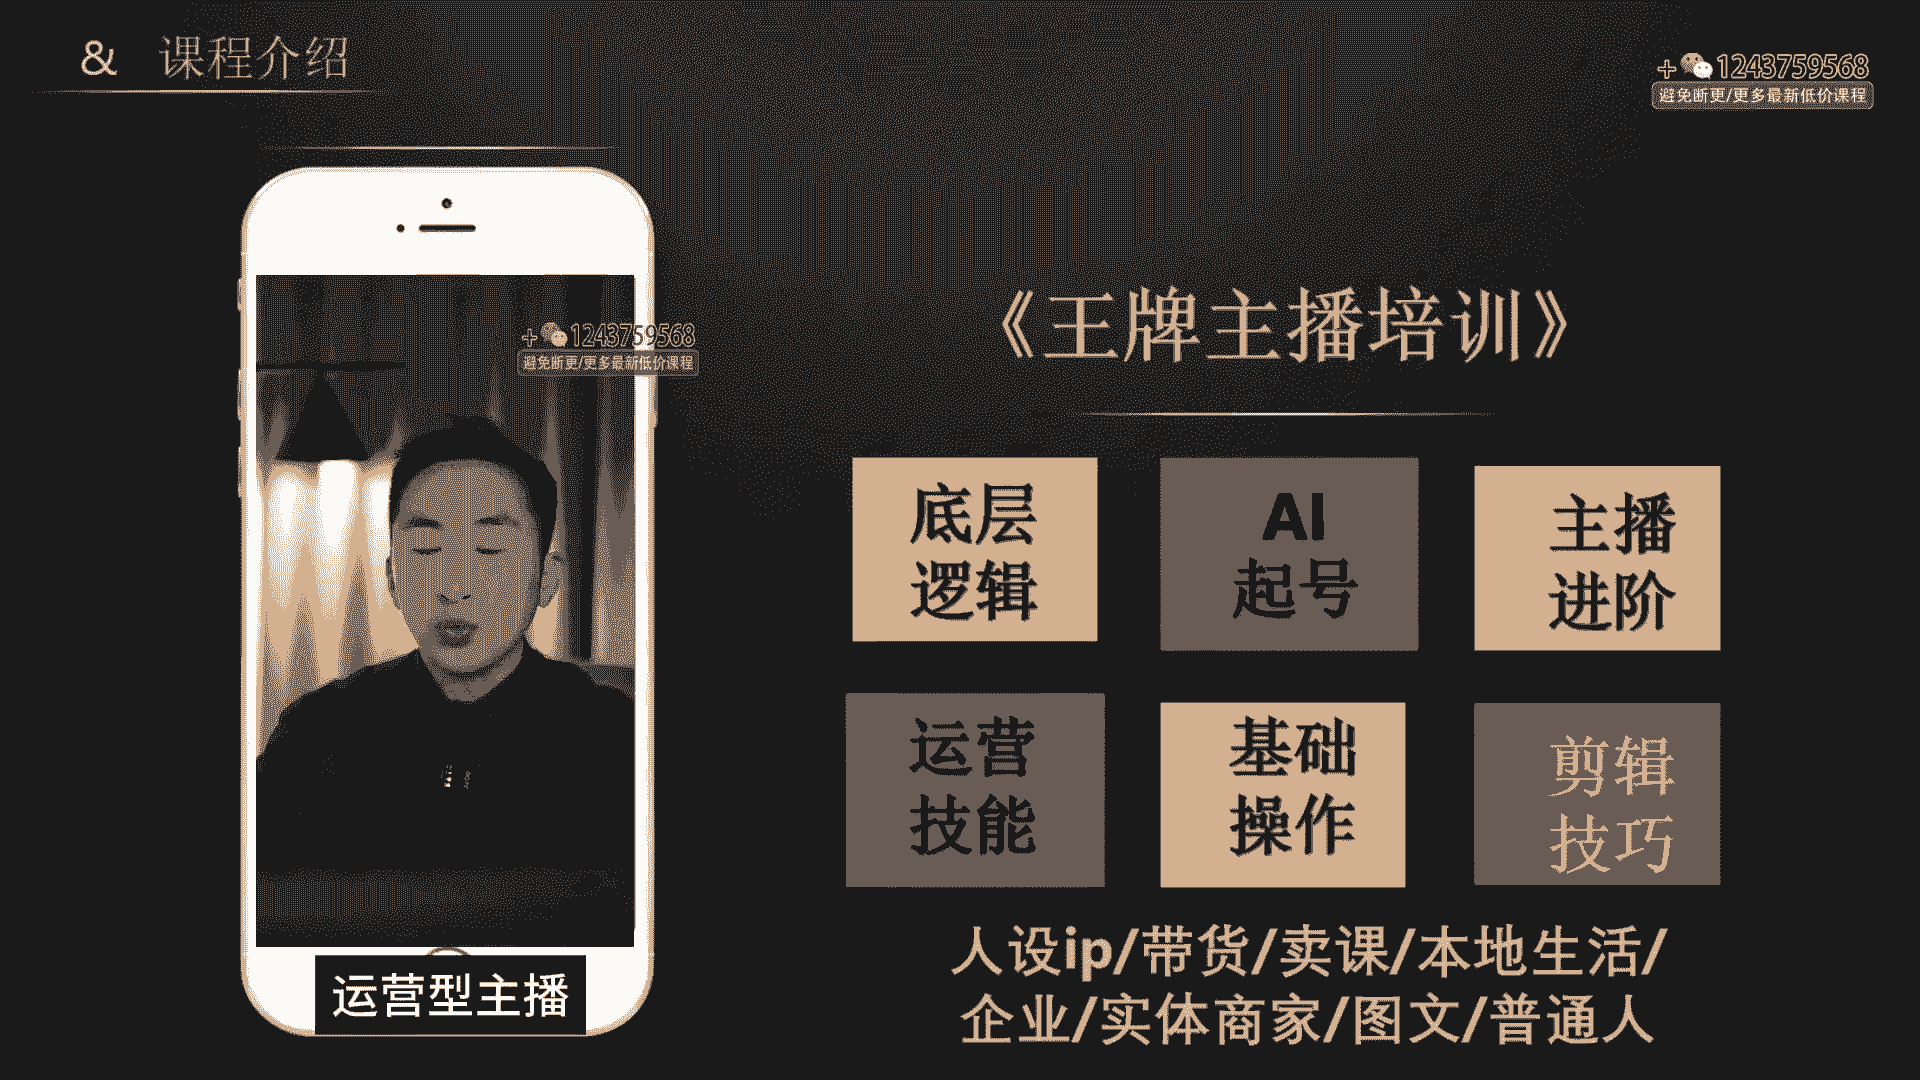 & 课程介绍
+1243759568
避免断更/更多最新低价课程
+1243759568
避免断更/更多最新低价课程
《王牌主播培训》
底层
逻辑
AI
起号
主播
进阶
运营
技能
基础
操作
剪辑
技巧
人设ip/带货/卖课/本地生活/
企业/实体商家/图文/普通人
运营型主播